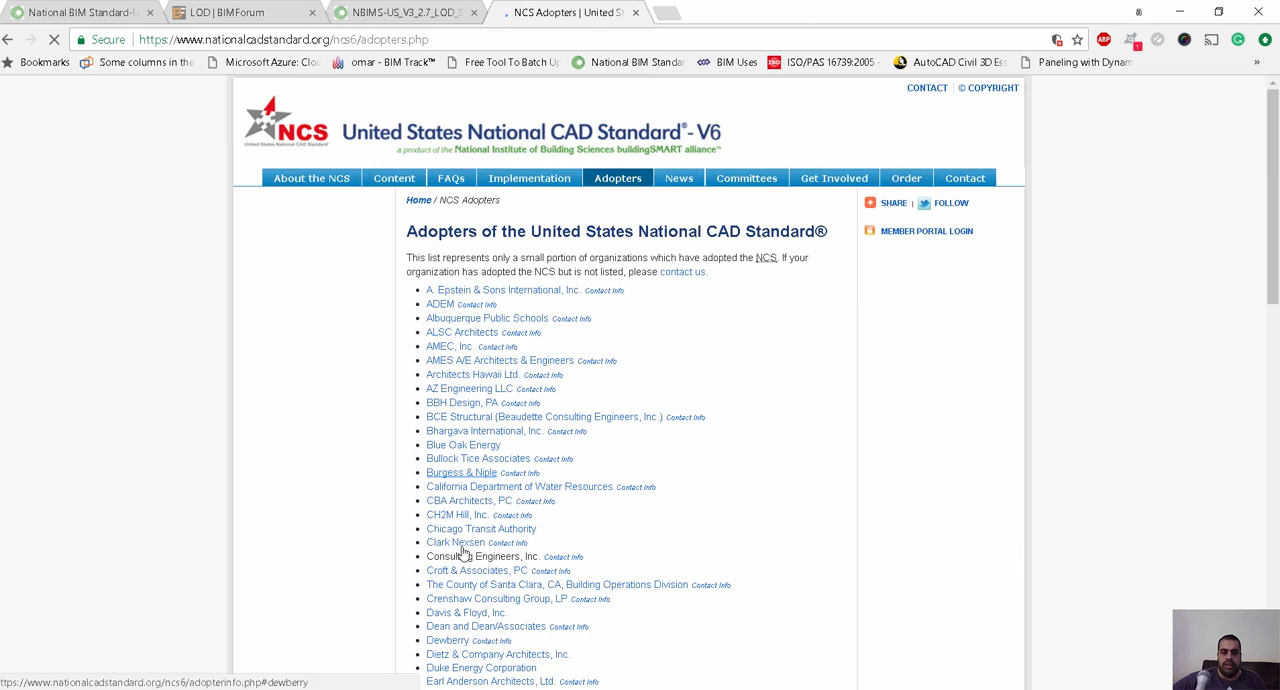 National BIM Standard-U
LOD | BIMForum
NBIMS-US_V3_2.7_LOD_S
NCS Adopters | United St
Secure
https://www.nationalcadstandard.org/ncs6/adopters.php
ABP
1
Bookmarks
Some columns in the
Microsoft Azure: Clou
omar - BIM Track™
Free Tool To Batch Up
National BIM Standar
BIM Uses
ISO/PAS 16739:2005 -
AutoCAD Civil 3D Ess
Paneling with Dynam
»
CONTACT | © COPYRIGHT
NCS
United States National CAD Standard
United States National CAD Standard® - V6
a product of the National Institute of Building Sciences buildingSMART alliance™
About the NCS
Content
FAQs
Implementation
Adopters
News
Committees
Get Involved
Order
Contact
Home / NCS Adopters
SHARE | FOLLOW
MEMBER PORTAL LOGIN
Adopters of the United States National CAD Standard®
This list represents only a small portion of organizations which have adopted the NCS. If your
organization has adopted the NCS but is not listed, please contact us.
• A. Epstein & Sons International, Inc. Contact Info
• ADEM Contact Info
• Albuquerque Public Schools Contact Info
• ALSC Architects Contact Info
• AMEC, Inc. Contact Info
• AMES A/E Architects & Engineers Contact Info
• Architects Hawaii Ltd. Contact Info
• AZ Engineering LLC Contact Info
• BBH Design, PA Contact Info
• BCE Structural (Beaudette Consulting Engineers, Inc.) Contact Info
• Bhargava International, Inc. Contact Info
• Blue Oak Energy
• Bullock Tice Associates Contact Info
• Burgess & Niple Contact Info
• California Department of Water Resources Contact Info
• CBA Architects, PC Contact Info
• CH2M Hill, Inc. Contact Info
• Chicago Transit Authority
• Clark Nexsen Contact Info
• Consulting Engineers, Inc. Contact Info
• Croft & Associates, PC Contact Info
• The County of Santa Clara, CA, Building Operations Division Contact Info
• Crenshaw Consulting Group, LP Contact Info
• Davis & Floyd, Inc.
• Dean and Dean/Associates Contact Info
• Dewberry Contact Info
• Dietz & Company Architects, Inc.
• Duke Energy Corporation
• Earl Anderson Architects, Ltd. Contact Info
ttps://www.nationalcadstandard.org/ncs6/adopterinfo.php#dewberry